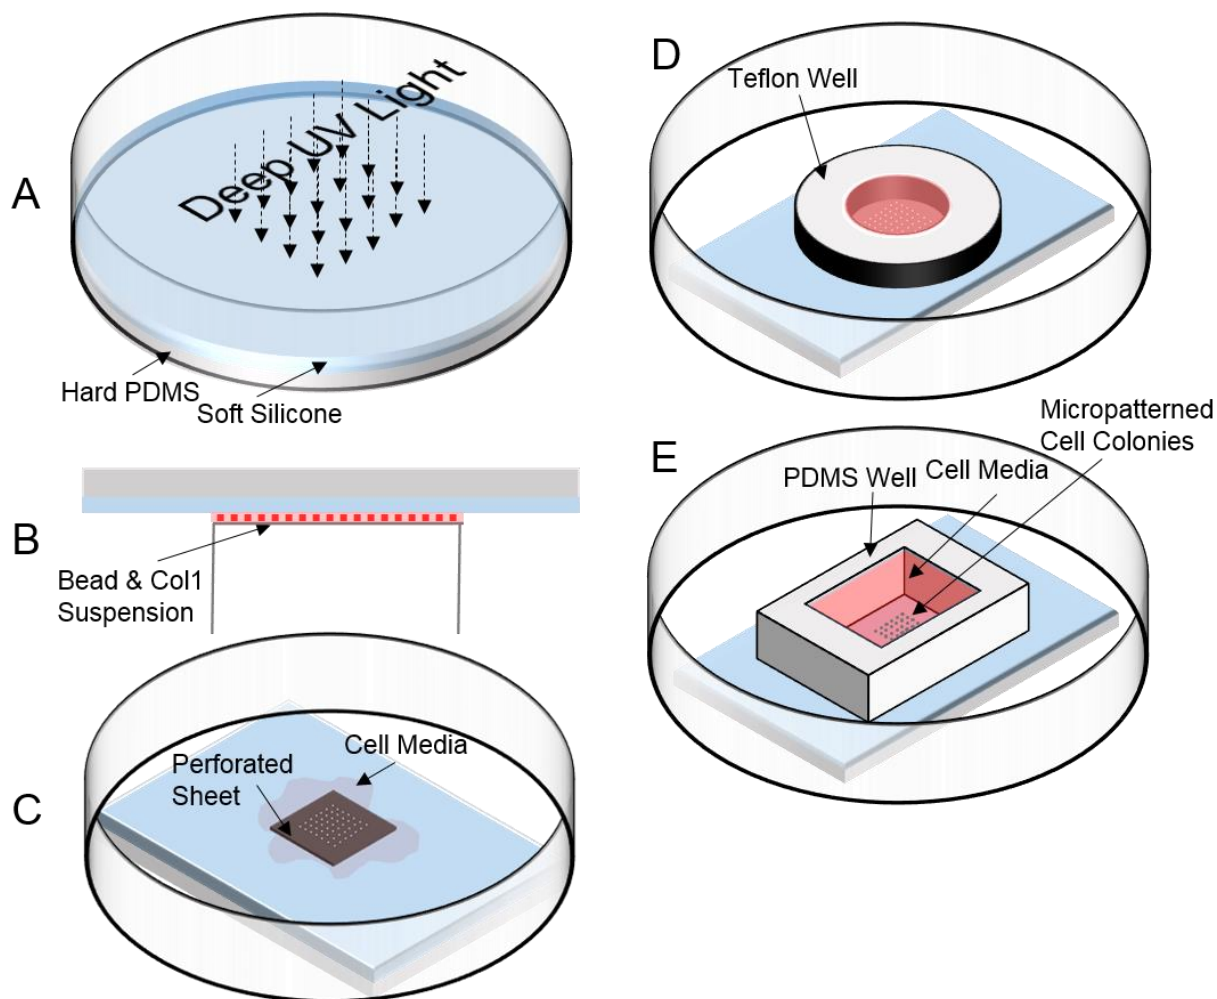 A
Deep UV Light
Hard PDMS
Soft Silicone
B
Bead & Col1
Suspension
C
Perforated
Sheet
Cell Media
D
Teflon Well
E
Micropatterned
Cell Colonies
PDMS Well
Cell Media